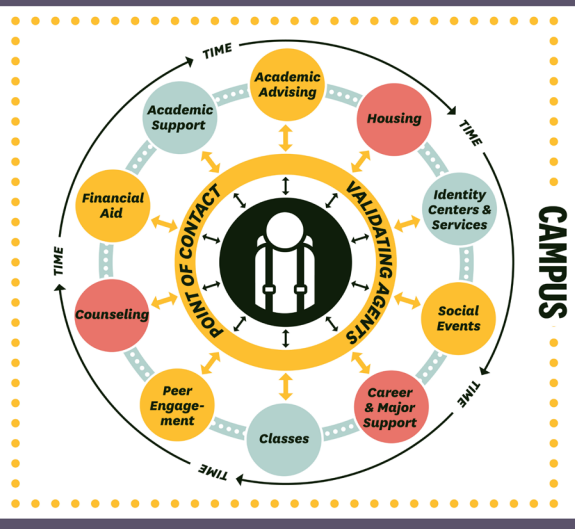 TIME
Academic
Advising
Academic
Support
Housing
TIME
Financial
Aid
Identity
Centers &
Services
POINT OF CONTACT
VALIDATING AGENTS
CAMPUS
TIME
Counseling
Social
Events
Peer
Engage-
ment
Career
& Major
Support
TIME
Classes
TIME